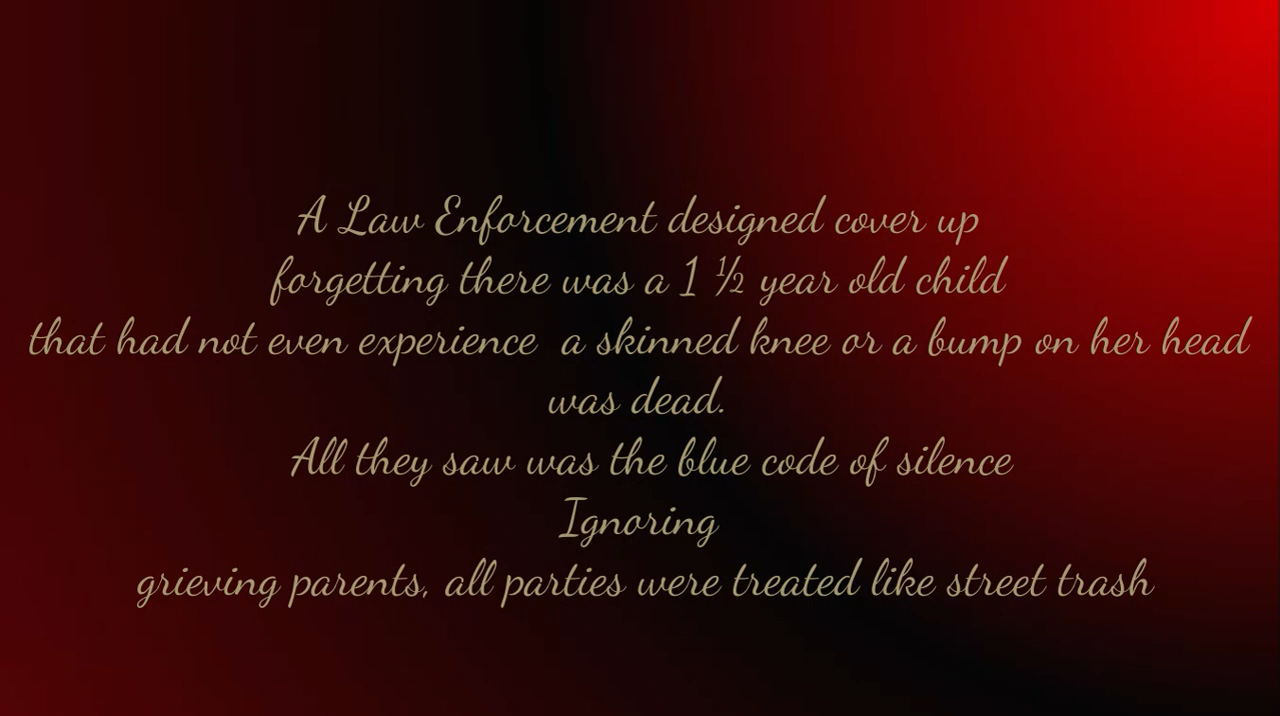 A Law Enforcement designed cover up
forgetting there was a 1 ½ year old child
that had not even experience  a skinned knee or a bump on her head
was dead.
All they saw was the blue code of silence
Ignoring
grieving parents, all parties were treated like street trash